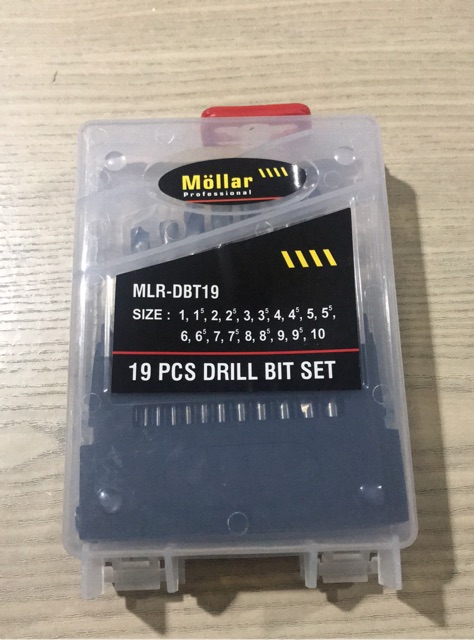 Möllar
Professional
MLR-DBT19
SIZE : 1, 1⁵, 2, 2⁵, 3, 3⁵, 4, 4⁵, 5, 5⁵,
6, 6⁵, 7, 7⁵, 8, 8⁵, 9, 9⁵, 10
19 PCS DRILL BIT SET